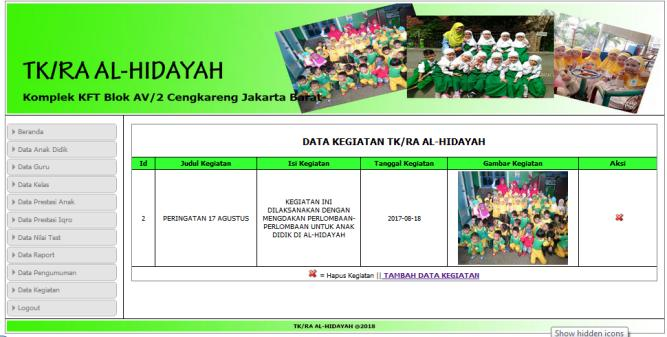 TK/RA AL-HIDAYAH
Komplek KFT Blok AV/2 Cengkareng Jakarta Barat
Beranda
Data Anak Didik
Data Guru
Data Kelas
Data Prestasi Anak
Data Prestasi Iqro
Data Nilai Test
Data Raport
Data Pengumuman
Data Kegiatan
Logout
DATA KEGIATAN TK/RA AL-HIDAYAH
Id Judul Kegiatan Isi Kegiatan Tanggal Kegiatan Gambar Kegiatan Aksi
2 PERINGATAN 17 AGUSTUS
KEGIATAN INI
DILAKSANAKAN DENGAN
MENGDAKAN PERLOMBAAN-
PERLOMBAAN UNTUK ANAK
DIDIK DI AL-HIDAYAH
2017-08-18
= Hapus Kegiatan || TAMBAH DATA KEGIATAN
TK/RA AL-HIDAYAH @2018
Show hidden icons